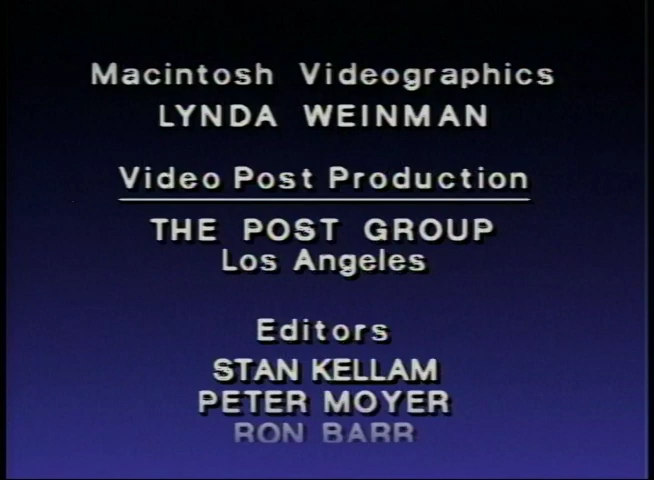 Macintosh Videographics
LYNDA WEINMAN
Video Post Production
THE POST GROUP
Los Angeles
Editors
STAN KELLAM
PETER MOYER
RON BARR